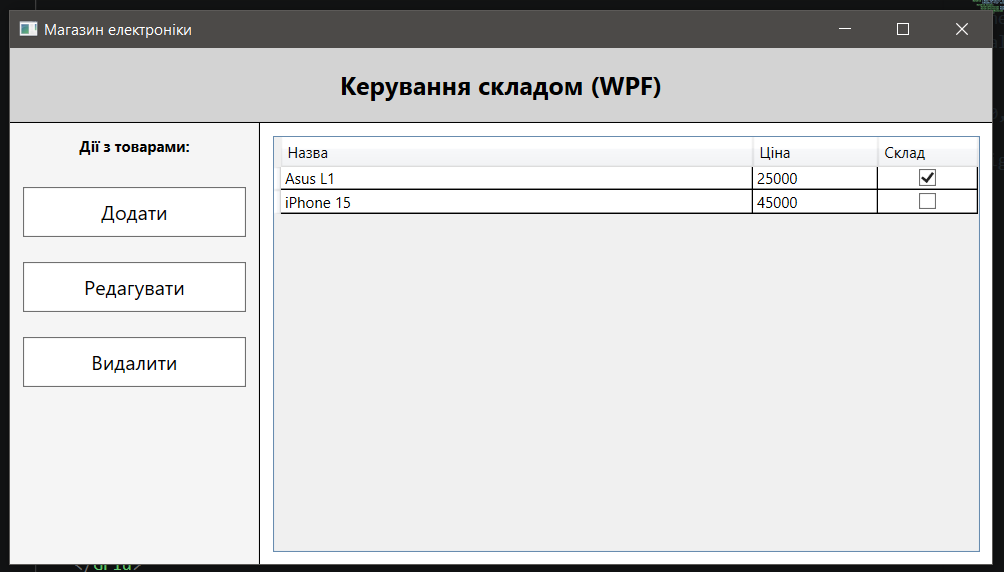 Магазин електроніки
Керування складом (WPF)
Дії з товарами:
Додати
Редагувати
Видалити
Назва Ціна Склад
Asus L1 25000
iPhone 15 45000